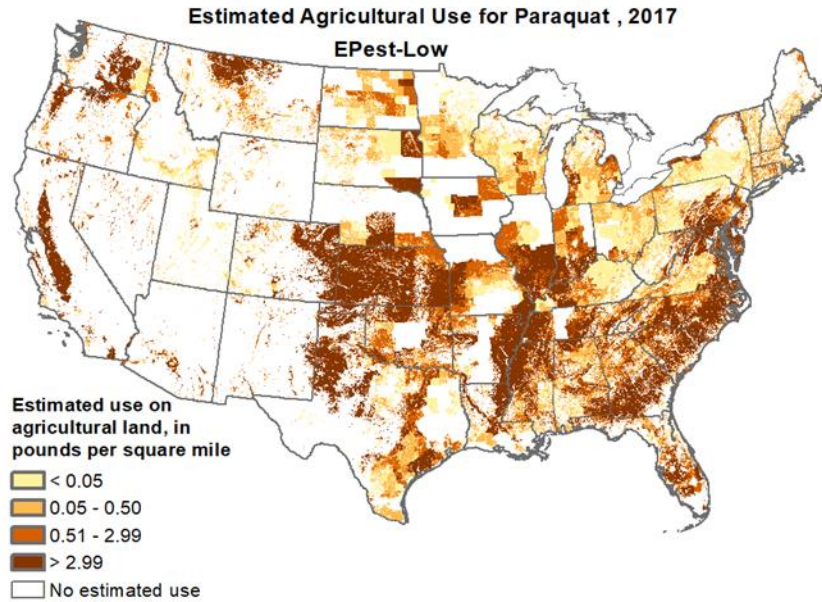 Estimated Agricultural Use for Paraquat , 2017
EPest-Low
Estimated use on
agricultural land, in
pounds per square mile
< 0.05
0.05 - 0.50
0.51 - 2.99
> 2.99
No estimated use